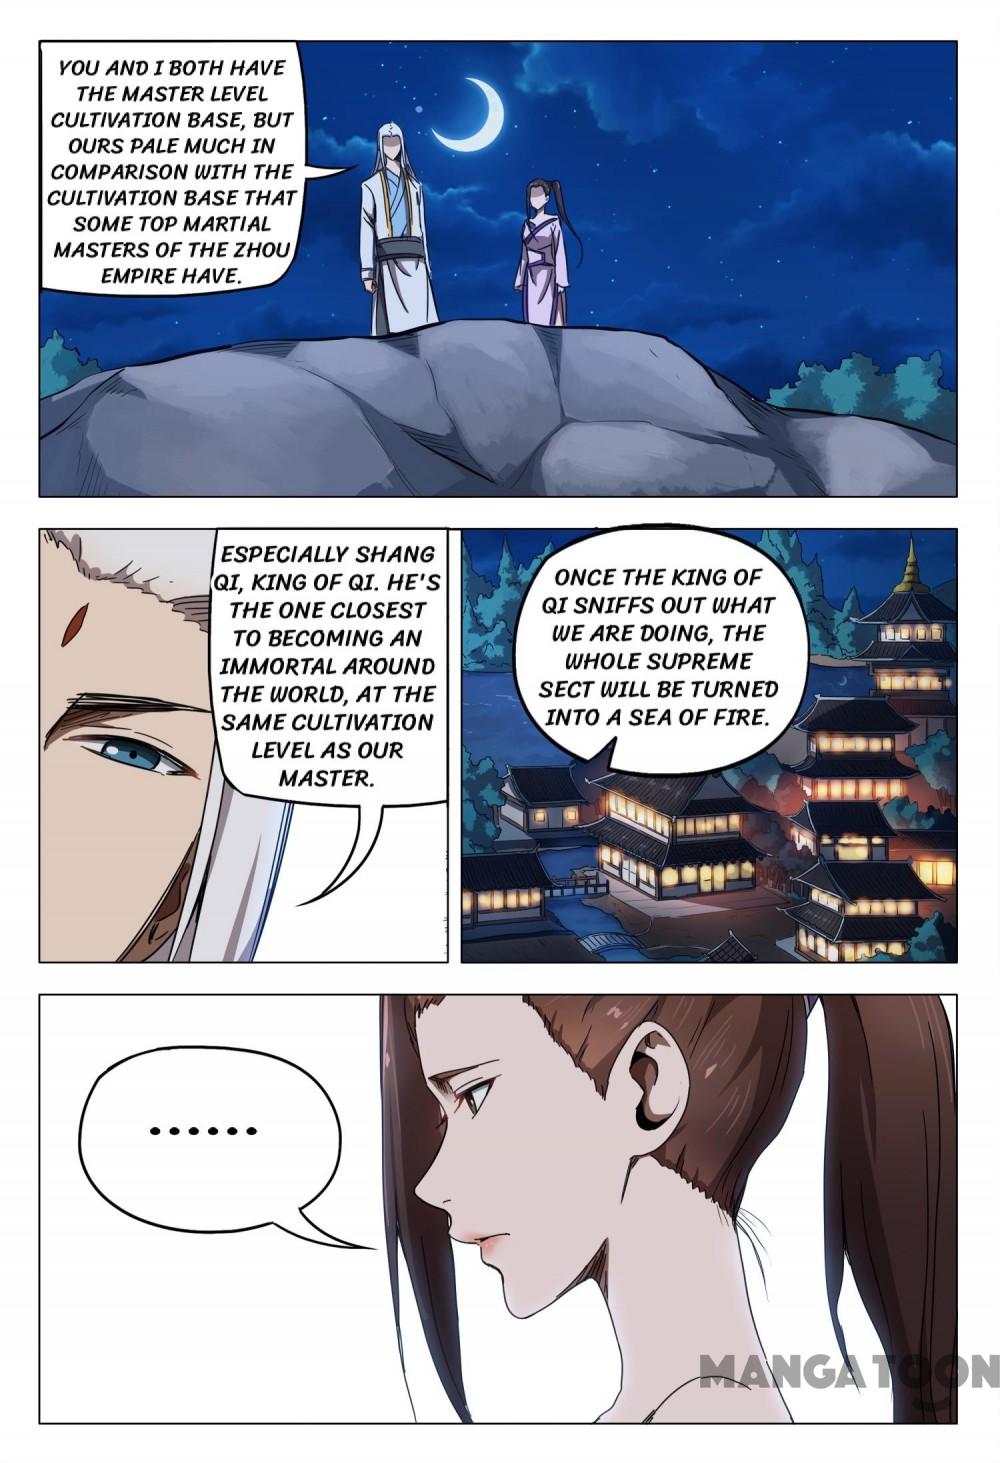 YOU AND I BOTH HAVE
THE MASTER LEVEL
CULTIVATION BASE, BUT
OURS PALE MUCH IN
COMPARISON WITH THE
CULTIVATION BASE THAT
SOME TOP MARTIAL
MASTERS OF THE ZHOU
EMPIRE HAVE.
ESPECIALLY SHANG
QI, KING OF QI. HE'S
THE ONE CLOSEST
TO BECOMING AN
IMMORTAL AROUND
THE WORLD, AT THE
SAME CULTIVATION
LEVEL AS OUR
MASTER.
ONCE THE KING OF
QI SNIFFS OUT WHAT
WE ARE DOING, THE
WHOLE SUPREME
SECT WILL BE TURNED
INTO A SEA OF FIRE.
••••••
MANGATOON